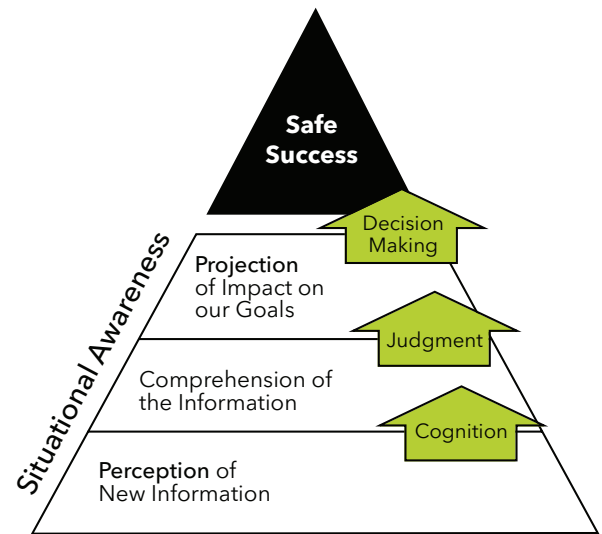 Safe
Success
Decision
Making
Situational Awareness
Projection
of Impact on
our Goals
Judgment
Comprehension of
the Information
Cognition
Perception of
New Information